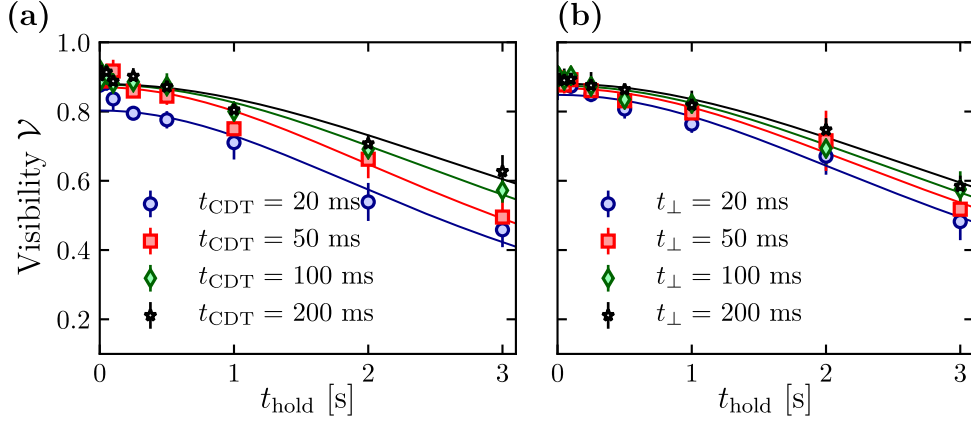 (a)
(b)
Visibility 𝒱
1.0
0.8
0.6
0.4
0.2
t_CDT = 20 ms
t_CDT = 50 ms
t_CDT = 100 ms
t_CDT = 200 ms
t_⊥ = 20 ms
t_⊥ = 50 ms
t_⊥ = 100 ms
t_⊥ = 200 ms
0 1 2 3
0 1 2 3
t_hold [s]
t_hold [s]